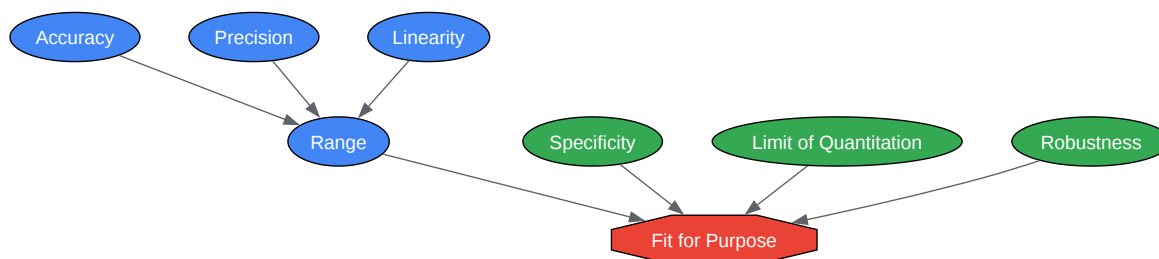 Accuracy
Precision
Linearity
Range
Specificity
Limit of Quantitation
Robustness
Fit for Purpose